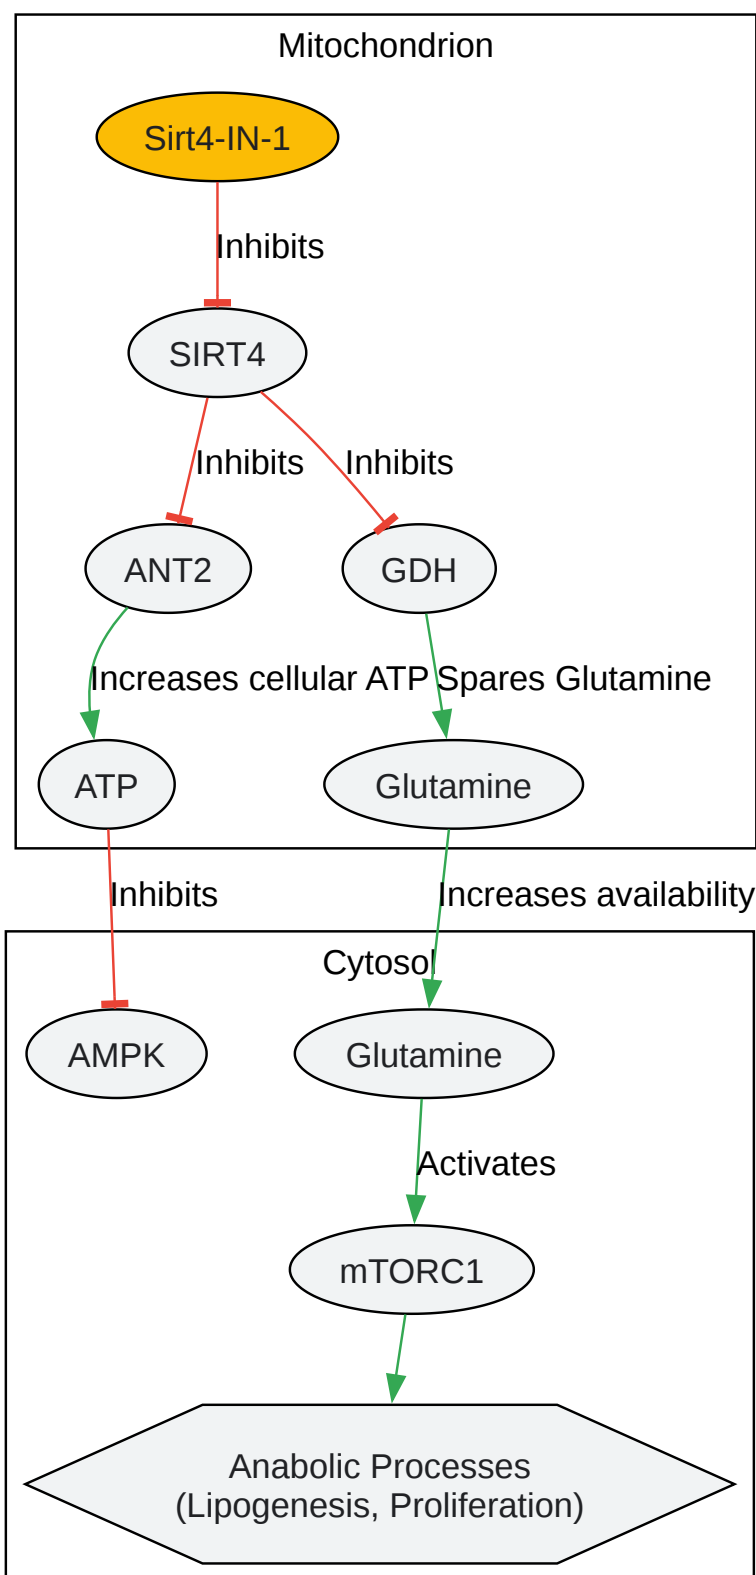 Mitochondrion
Sirt4-IN-1
Inhibits
SIRT4
Inhibits
Inhibits
ANT2
GDH
Increases cellular ATP
Spares Glutamine
ATP
Glutamine
Inhibits
Increases availability
Cytosol
AMPK
Glutamine
Activates
mTORC1
Anabolic Processes
(Lipogenesis, Proliferation)